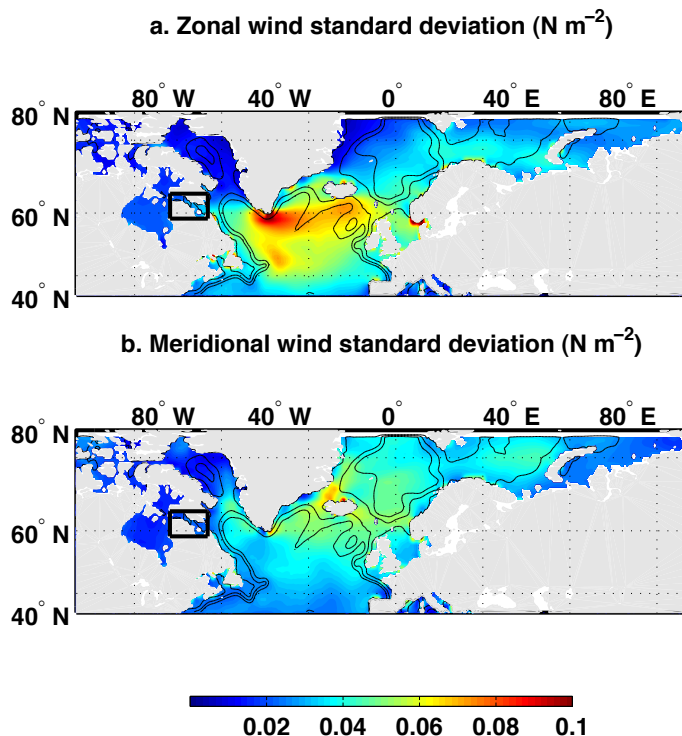 a. Zonal wind standard deviation (N m−2)
80° W 40° W 0° 40° E 80° E
80° N
60° N
40° N
b. Meridional wind standard deviation (N m−2)
80° W 40° W 0° 40° E 80° E
80° N
60° N
40° N
0.02 0.04 0.06 0.08 0.1